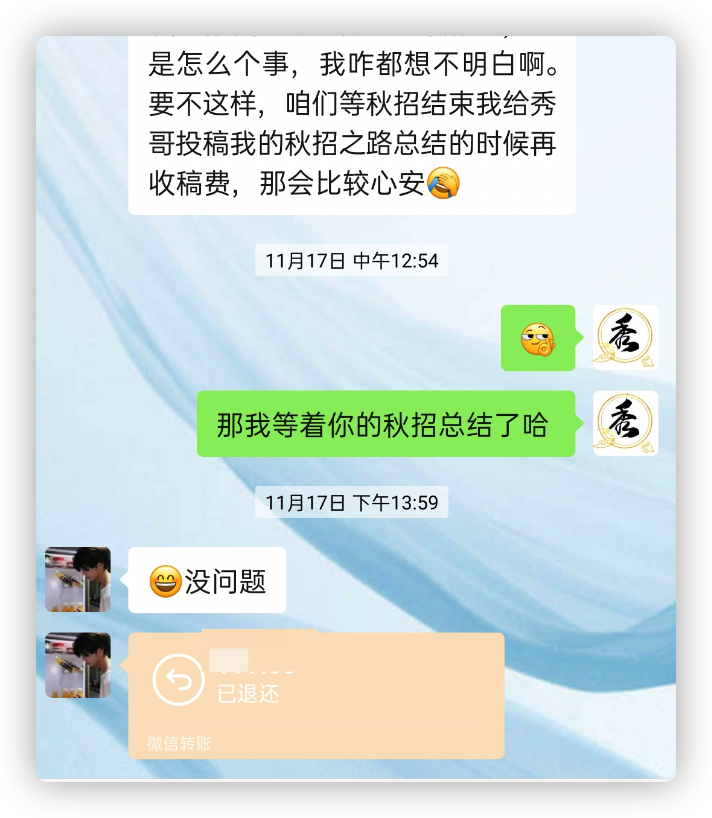 是怎么个事，我咋都想不明白啊。
要不这样，咱们等秋招结束我给秀
哥投稿我的秋招之路总结的时候再
收稿费，那会比较心安🤦
11月17日 中午12:54
秀
那我等着你的秋招总结了哈
秀
11月17日 下午13:59
😄没问题
已退还
微信转账